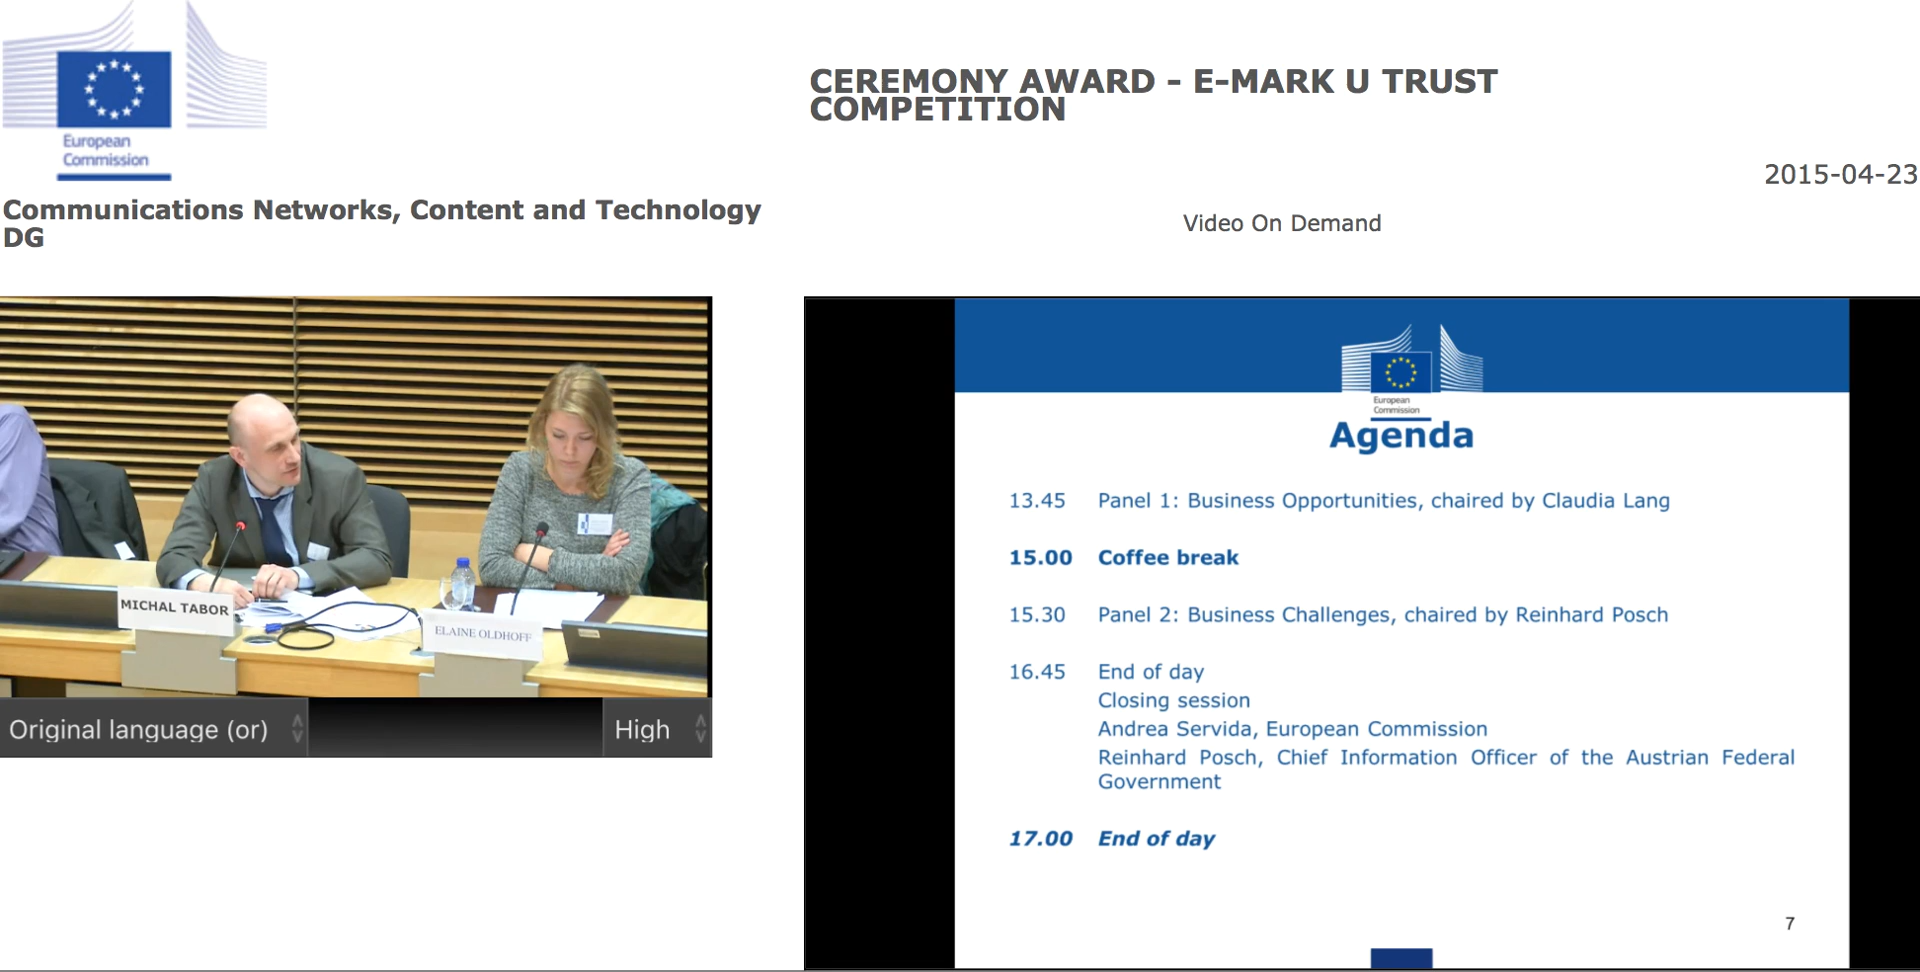 European
Commission
CEREMONY AWARD - E-MARK U TRUST
COMPETITION
2015-04-23
Communications Networks, Content and Technology
DG
Video On Demand
MICHAL TABOR
ELAINE OLDHOFF
Original language (or)
High
European
Commission
Agenda
13.45 Panel 1: Business Opportunities, chaired by Claudia Lang
15.00 Coffee break
15.30 Panel 2: Business Challenges, chaired by Reinhard Posch
16.45 End of day
Closing session
Andrea Servida, European Commission
Reinhard Posch, Chief Information Officer of the Austrian Federal
Government
17.00 End of day
7